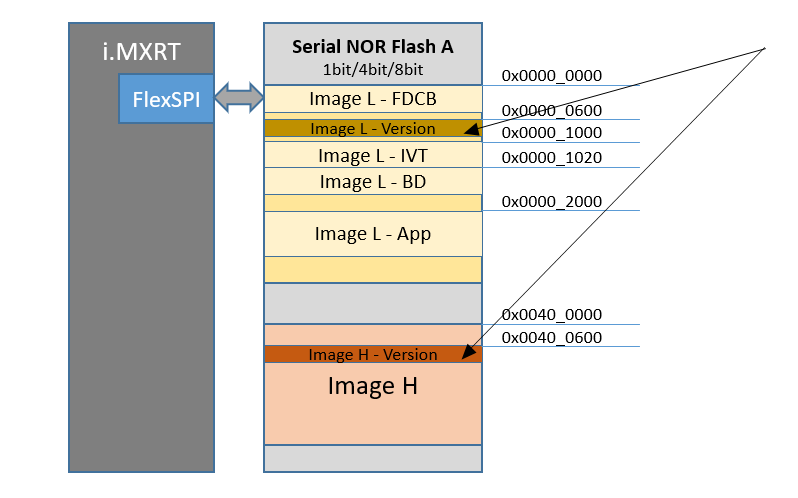 i.MXRT
FlexSPI
Serial NOR Flash A
1bit/4bit/8bit
0x0000_0000
Image L - FDCB
0x0000_0600
Image L - Version
0x0000_1000
Image L - IVT
0x0000_1020
Image L - BD
0x0000_2000
Image L - App
0x0040_0000
0x0040_0600
Image H - Version
Image H